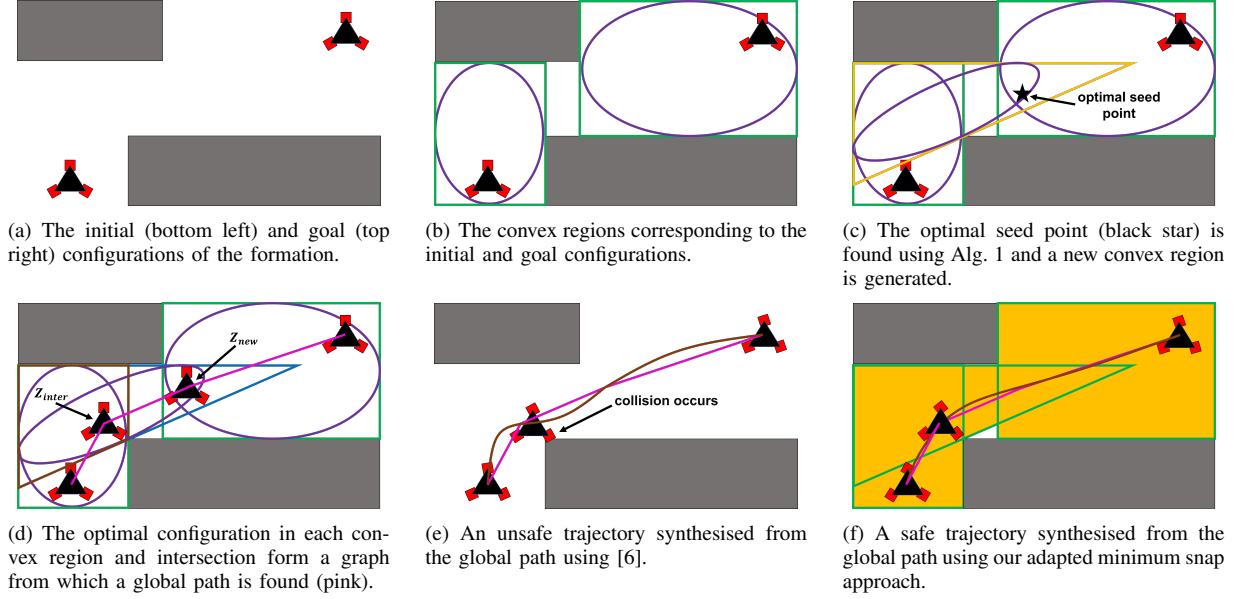 (a) The initial (bottom left) and goal (top
right) configurations of the formation.
(b) The convex regions corresponding to the
initial and goal configurations.
optimal seed
point
(c) The optimal seed point (black star) is
found using Alg. 1 and a new convex region
is generated.
Z_new
Z_inter
(d) The optimal configuration in each con-
vex region and intersection form a graph
from which a global path is found (pink).
collision occurs
(e) An unsafe trajectory synthesised from
the global path using [6].
(f) A safe trajectory synthesised from the
global path using our adapted minimum snap
approach.